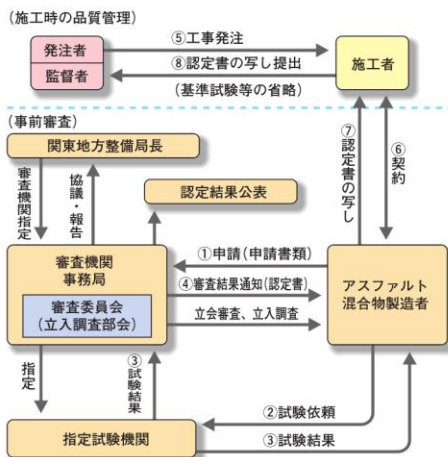 (施工時の品質管理)
発注者
監督者
⑤工事発注
⑧認定書の写し提出
(基準試験等の省略)
施工者
(事前審査)
関東地方整備局長
審査機関指定
協議・報告
認定結果公表
⑦認定書の写し
⑥契約
審査機関
事務局
審査委員会
(立入調査部会)
①申請(申請書類)
④審査結果通知(認定書)
立会審査、立入調査
アスファルト
混合物製造者
指定
③試験結果
②試験依頼
③試験結果
指定試験機関